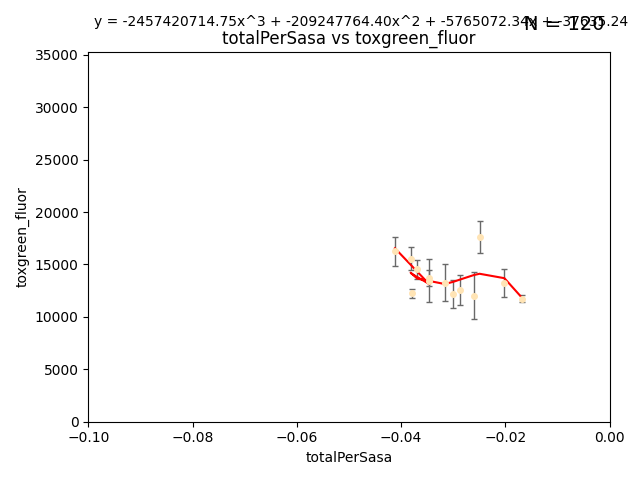 y = -2457420714.75x^3 + -209247764.40x^2 + -5765072.34x + -37635.24
N = 120
totalPerSasa vs toxgreen_fluor
35000
30000
25000
20000
15000
10000
5000
0
toxgreen_fluor
−0.10 −0.08 −0.06 −0.04 −0.02 0.00
totalPerSasa